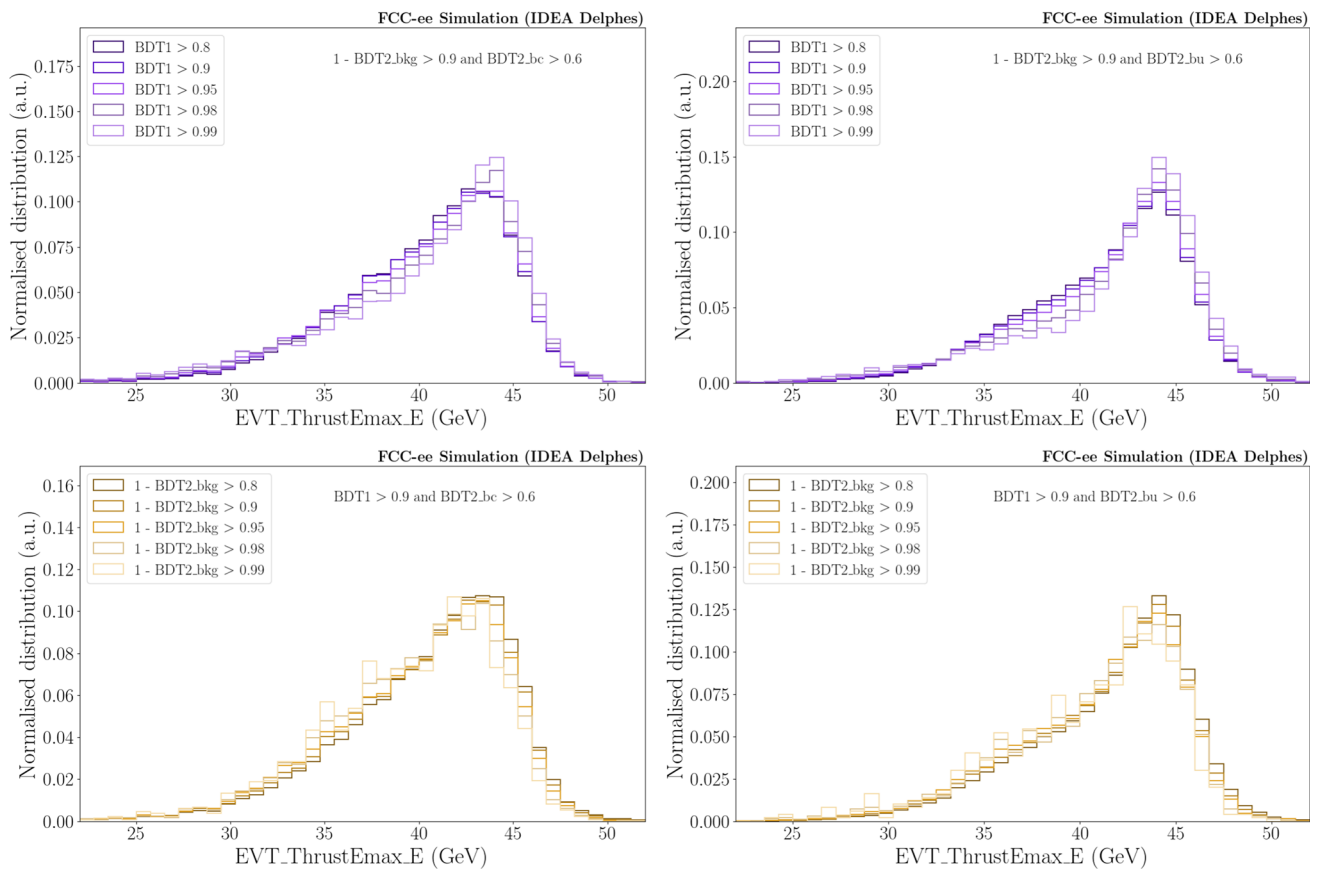 FCC-ee Simulation (IDEA Delphes)
BDT1 > 0.8
BDT1 > 0.9
BDT1 > 0.95
BDT1 > 0.98
BDT1 > 0.99
1 - BDT2_bkg > 0.9 and BDT2_bc > 0.6
Normalised distribution (a.u.)
0.175
0.150
0.125
0.100
0.075
0.050
0.025
0.000
25 30 35 40 45 50
EVT_ThrustEmax_E (GeV)
FCC-ee Simulation (IDEA Delphes)
BDT1 > 0.8
BDT1 > 0.9
BDT1 > 0.95
BDT1 > 0.98
BDT1 > 0.99
1 - BDT2_bkg > 0.9 and BDT2_bu > 0.6
Normalised distribution (a.u.)
0.20
0.15
0.10
0.05
0.00
25 30 35 40 45 50
EVT_ThrustEmax_E (GeV)
FCC-ee Simulation (IDEA Delphes)
1 - BDT2_bkg > 0.8
1 - BDT2_bkg > 0.9
1 - BDT2_bkg > 0.95
1 - BDT2_bkg > 0.98
1 - BDT2_bkg > 0.99
BDT1 > 0.9 and BDT2_bc > 0.6
Normalised distribution (a.u.)
0.16
0.14
0.12
0.10
0.08
0.06
0.04
0.02
0.00
25 30 35 40 45 50
EVT_ThrustEmax_E (GeV)
FCC-ee Simulation (IDEA Delphes)
1 - BDT2_bkg > 0.8
1 - BDT2_bkg > 0.9
1 - BDT2_bkg > 0.95
1 - BDT2_bkg > 0.98
1 - BDT2_bkg > 0.99
BDT1 > 0.9 and BDT2_bu > 0.6
Normalised distribution (a.u.)
0.200
0.175
0.150
0.125
0.100
0.075
0.050
0.025
0.000
25 30 35 40 45 50
EVT_ThrustEmax_E (GeV)